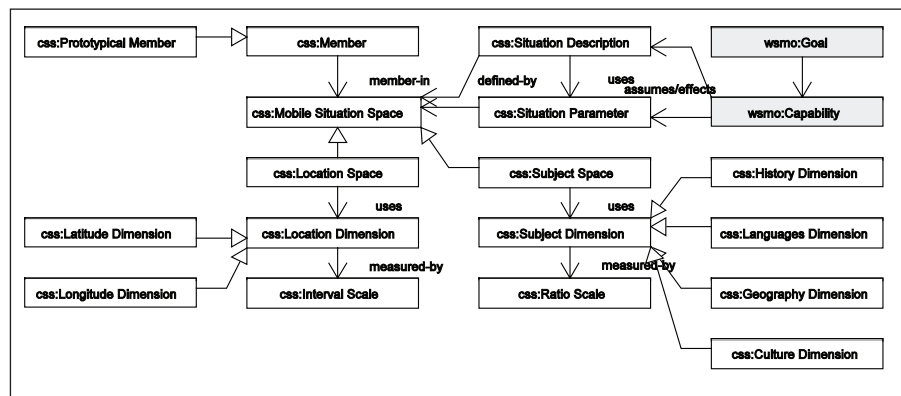 css:Prototypical Member
css:Member
css:Situation Description
wsmo:Goal
member-in
defined-by
uses
assumes/effects
css:Mobile Situation Space
css:Situation Parameter
wsmo:Capability
css:Location Space
css:Subject Space
css:History Dimension
uses
uses
css:Latitude Dimension
css:Location Dimension
css:Subject Dimension
css:Languages Dimension
measured-by
measured-by
css:Longitude Dimension
css:Interval Scale
css:Ratio Scale
css:Geography Dimension
css:Culture Dimension